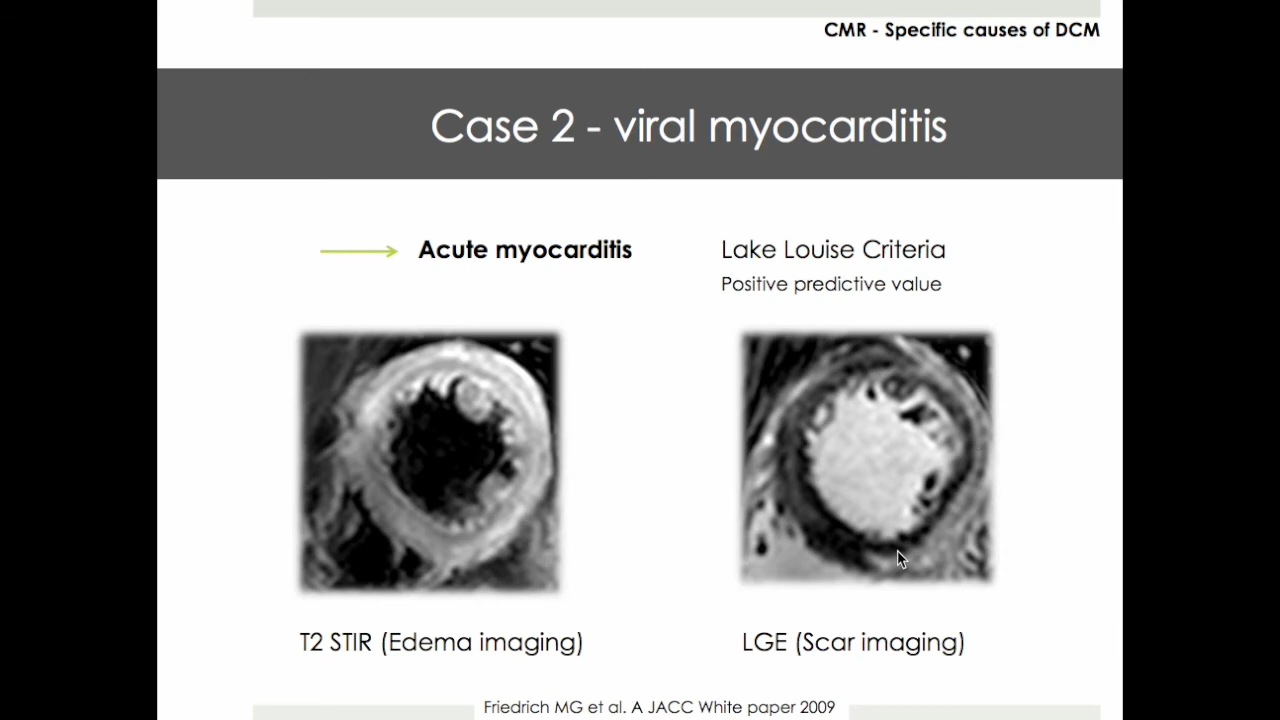 CMR - Specific causes of DCM
Case 2 - viral myocarditis
Acute myocarditis
Lake Louise Criteria
Positive predictive value
T2 STIR (Edema imaging)
LGE (Scar imaging)
Friedrich MG et al. A JACC White paper 2009